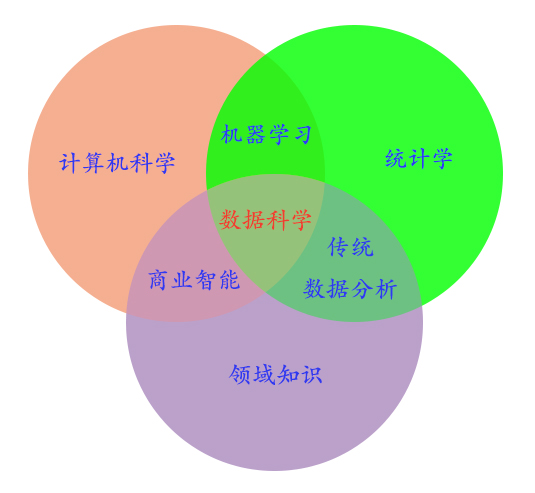 机器学习
计算机科学
统计学
数据科学
传统
数据分析
商业智能
领域知识